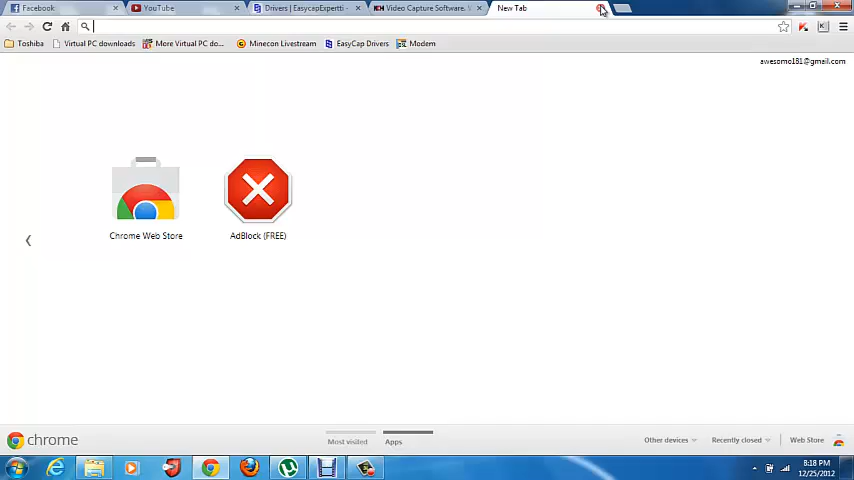 Facebook
YouTube
Drivers | EasycapExpertti -
Video Capture Software. V
New Tab
Toshiba
Virtual PC downloads
More Virtual PC do...
Minecon Livestream
EasyCap Drivers
Modem
awesomo181@gmail.com
Chrome Web Store
AdBlock (FREE)
chrome
Most visited
Apps
Other devices
Recently closed
Web Store
8:18 PM
12/25/2012